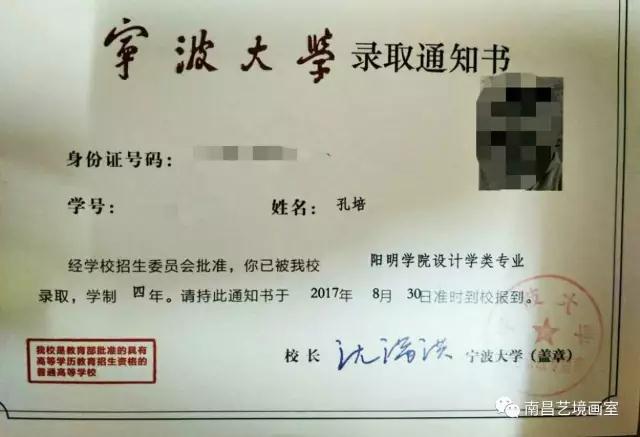 宁波大学 录取通知书
身份证号码：
学号： 姓名： 孔培
经学校招生委员会批准，你已被我校 阳明学院设计学类专业
录取，学制 四 年。请持此通知书于 2017年 8月 30日准时到校报到。
我校是教育部批准的具有
高等学历教育招生资格的
普通高等学校
校长 沈满洪 宁波大学（盖章）
南昌艺境画室